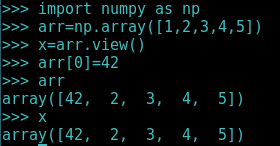 >>> import numpy as np
>>> arr=np.array([1,2,3,4,5])
>>> x=arr.view()
>>> arr[0]=42
>>> arr
array([42,  2,  3,  4,  5])
>>> x
array([42,  2,  3,  4,  5])